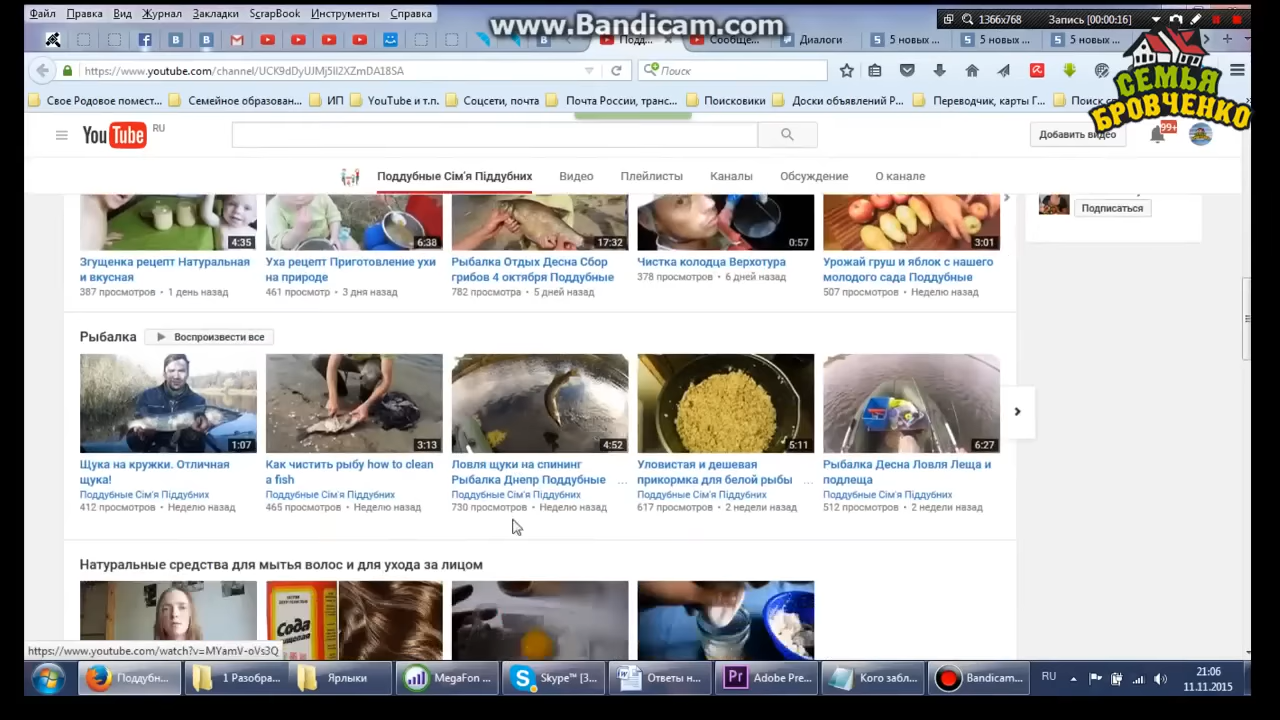 www.Bandicam.com
Файл Правка Вид Журнал Закладки ScrapBook Инструменты Справка
1366x768 Запись [00:00:16]
Подд... Сообще... Диалоги 5 новых ... 5 новых ... 5 новых
https://www.youtube.com/channel/UCK9dDyUJMj5Il2XZmDA18SA
Поиск
СЕМЬЯ
БРОВЧЕНКО
Свое Родовое помест... Семейное образован... ИП YouTube и т.п. Соцсети, почта Почта России, транс... Поисковики Доски объявлений Р... Переводчик, карты Г...
YouTube RU
Добавить видео 99+
Поддубные Сім'я Піддубних Видео Плейлисты Каналы Обсуждение О канале
Подписаться
4:35 6:38 17:32 0:57 3:01
Згущенка рецепт Натуральная и вкусная
387 просмотров • 1 день назад
Уха рецепт Приготовление ухи на природе
461 просмотр • 3 дня назад
Рыбалка Отдых Десна Сбор грибов 4 октября Поддубные
782 просмотра • 5 дней назад
Чистка колодца Верхотура
378 просмотров • 6 дней назад
Урожай груш и яблок с нашего молодого сада Поддубные
507 просмотров • Неделю назад
Рыбалка Воспроизвести все
1:07 3:13 4:52 5:11 6:27
Щука на кружки. Отличная щука!
Поддубные Сім'я Піддубних
412 просмотров • Неделю назад
Как чистить рыбу how to clean a fish
Поддубные Сім'я Піддубних
465 просмотров • Неделю назад
Ловля щуки на спининг Рыбалка Днепр Поддубные ...
Поддубные Сім'я Піддубних
730 просмотров • Неделю назад
Уловистая и дешевая прикормка для белой рыбы ...
Поддубные Сім'я Піддубних
617 просмотров • 2 недели назад
Рыбалка Десна Ловля Леща и подлеща
Поддубные Сім'я Піддубних
512 просмотров • 2 недели назад
Натуральные средства для мытья волос и для ухода за лицом
Сода
https://www.youtube.com/watch?v=MYamV-oVs3Q
Поддубн... 1 Разобра... Ярлыки MegaFon ... Skype™ [3... Ответы н... Adobe Pre... Кого забл... Bandicam... RU
21:06
11.11.2015